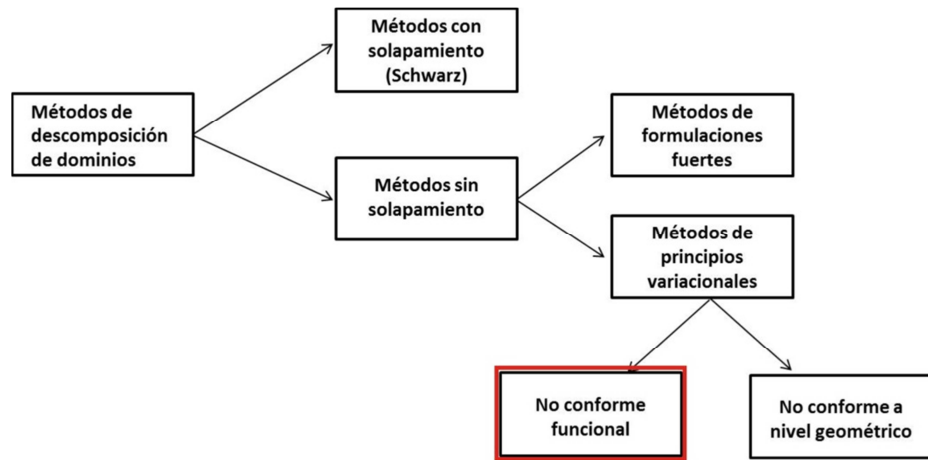 Métodos con
solapamiento
(Schwarz)
Métodos de
descomposición
de dominios
Métodos de
formulaciones
fuertes
Métodos sin
solapamiento
Métodos de
principios
variacionales
No conforme
funcional
No conforme a
nivel geométrico